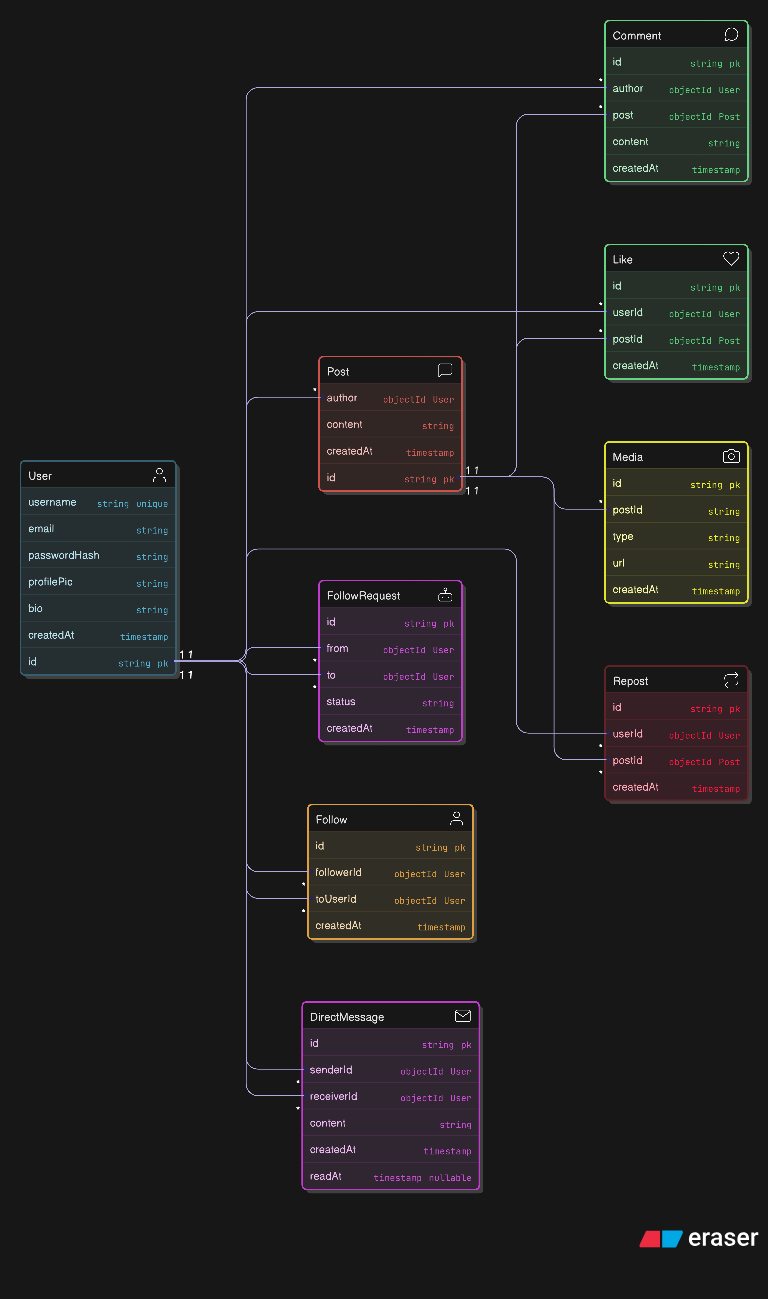 Comment
id string pk
author objectId User
post objectId Post
content string
createdAt timestamp
Like
id string pk
userId objectId User
postId objectId Post
createdAt timestamp
Post
author objectId User
content string
createdAt timestamp
id string pk
1 1
1 1
User
username string unique
email string
passwordHash string
profilePic string
bio string
createdAt timestamp
id string pk
1 1
1 1
Media
id string pk
postId string
type string
url string
createdAt timestamp
FollowRequest
id string pk
from objectId User
to objectId User
status string
createdAt timestamp
Repost
id string pk
userId objectId User
postId objectId Post
createdAt timestamp
Follow
id string pk
followerId objectId User
toUserId objectId User
createdAt timestamp
DirectMessage
id string pk
senderId objectId User
receiverId objectId User
content string
createdAt timestamp
readAt timestamp nullable
eraser